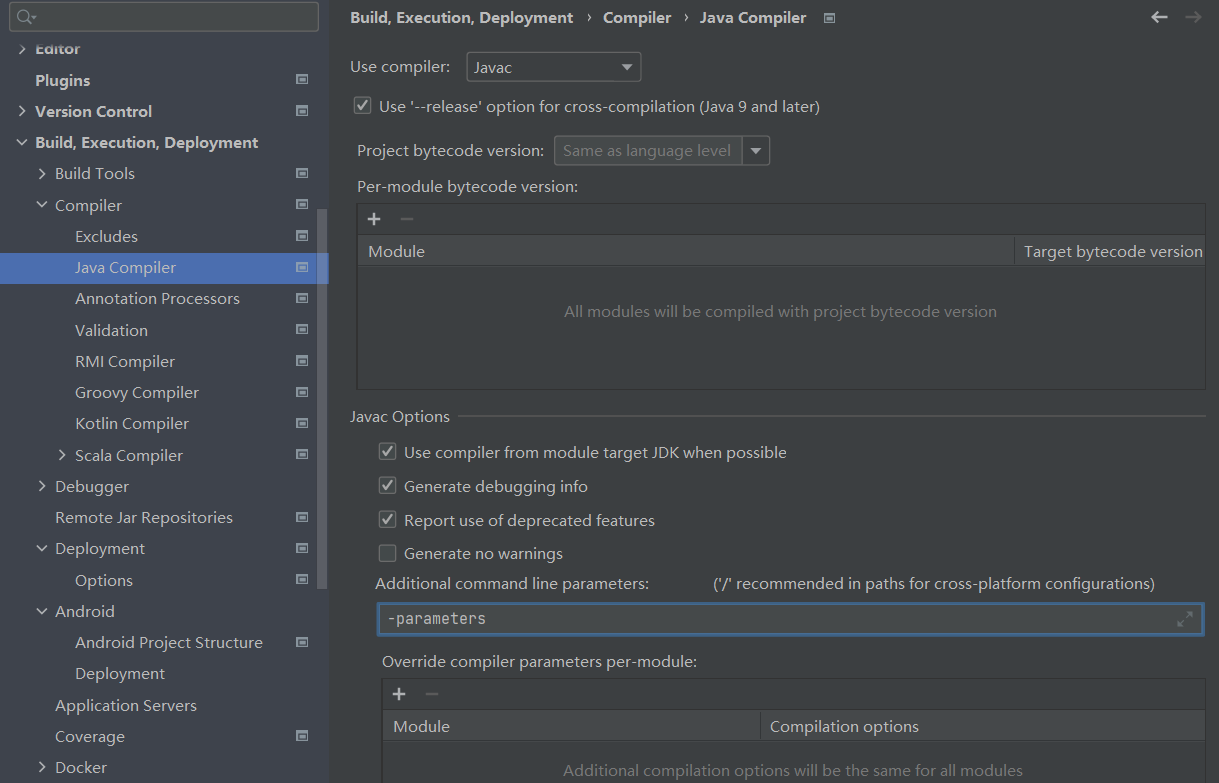 Editor
Plugins
Version Control
Build, Execution, Deployment
Build Tools
Compiler
Excludes
Java Compiler
Annotation Processors
Validation
RMI Compiler
Groovy Compiler
Kotlin Compiler
Scala Compiler
Debugger
Remote Jar Repositories
Deployment
Options
Android
Android Project Structure
Deployment
Application Servers
Coverage
Docker
Build, Execution, Deployment › Compiler › Java Compiler
Use compiler: Javac
Use '--release' option for cross-compilation (Java 9 and later)
Project bytecode version: Same as language level
Per-module bytecode version:
Module Target bytecode version
All modules will be compiled with project bytecode version
Javac Options
Use compiler from module target JDK when possible
Generate debugging info
Report use of deprecated features
Generate no warnings
Additional command line parameters: ('/' recommended in paths for cross-platform configurations)
-parameters
Override compiler parameters per-module:
Module Compilation options
Additional compilation options will be the same for all modules